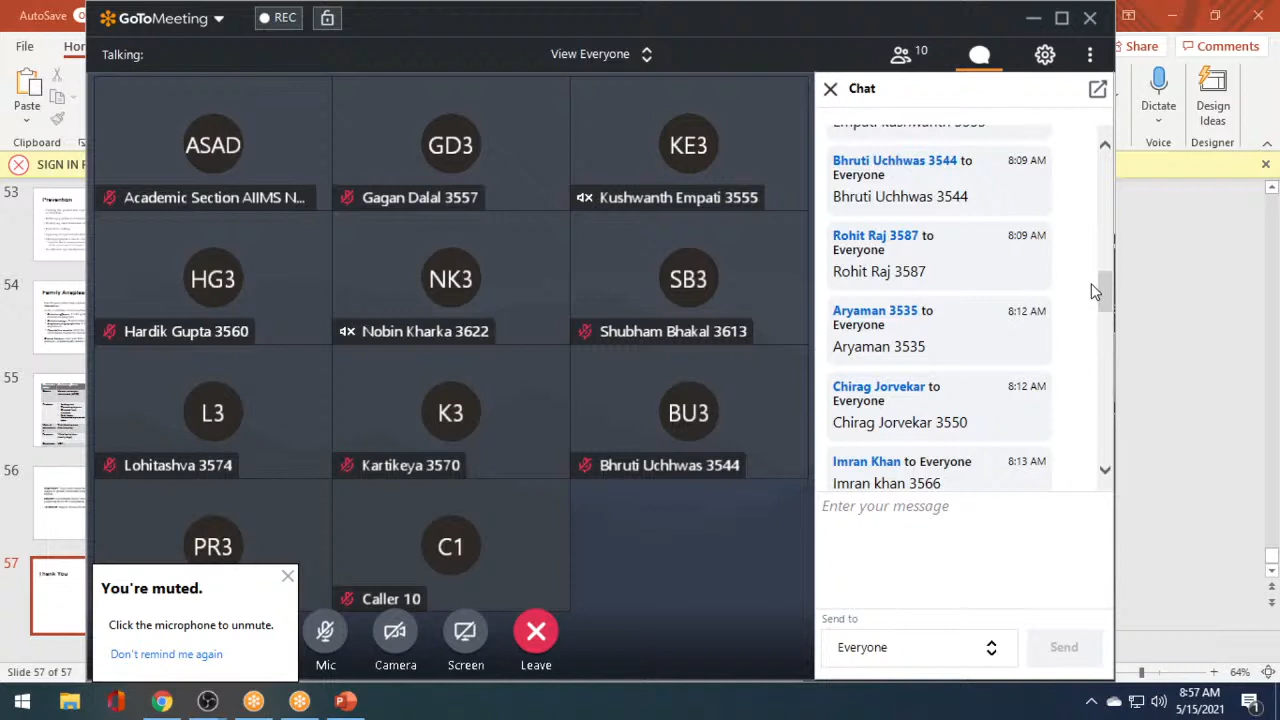 AutoSave
GoToMeeting
REC
File
Hom
Share
Comments
Talking:
View Everyone
10
Paste
Clipboard
Dictate
Voice
Design
Ideas
Designer
SIGN IN
53
Prevention
54
55
56
57
Thank You
ASAD
Academic Section AIIMS N...
GD3
Gagan Dalal 3557
KE3
Kushwanth Empati 355
HG3
NK3
Nobin Kharka 362
SB3
Shubham Bhakal 3613
L3
Lohitashva 3574
K3
Kartikeya 3570
BU3
Bhruti Uchhwas 3544
PR3
C1
Caller 10
You're muted.
Click the microphone to unmute.
Don't remind me again
Mic
Camera
Screen
Leave
Chat
Bhruti Uchhwas 3544 to
Everyone
8:09 AM
Bhruti Uchhwas 3544
Rohit Raj 3587 to
Everyone
8:09 AM
Rohit Raj 3587
Aryaman 3535 to
Everyone
8:12 AM
Aryaman 3535
Chirag Jorvekar to
Everyone
8:12 AM
Chirag Jorvekar 3550
Imran Khan to Everyone
8:13 AM
Imran khan 3566
Enter your message
Send to
Everyone
Send
Slide 57 of 57
64%
8:57 AM
5/15/2021
1